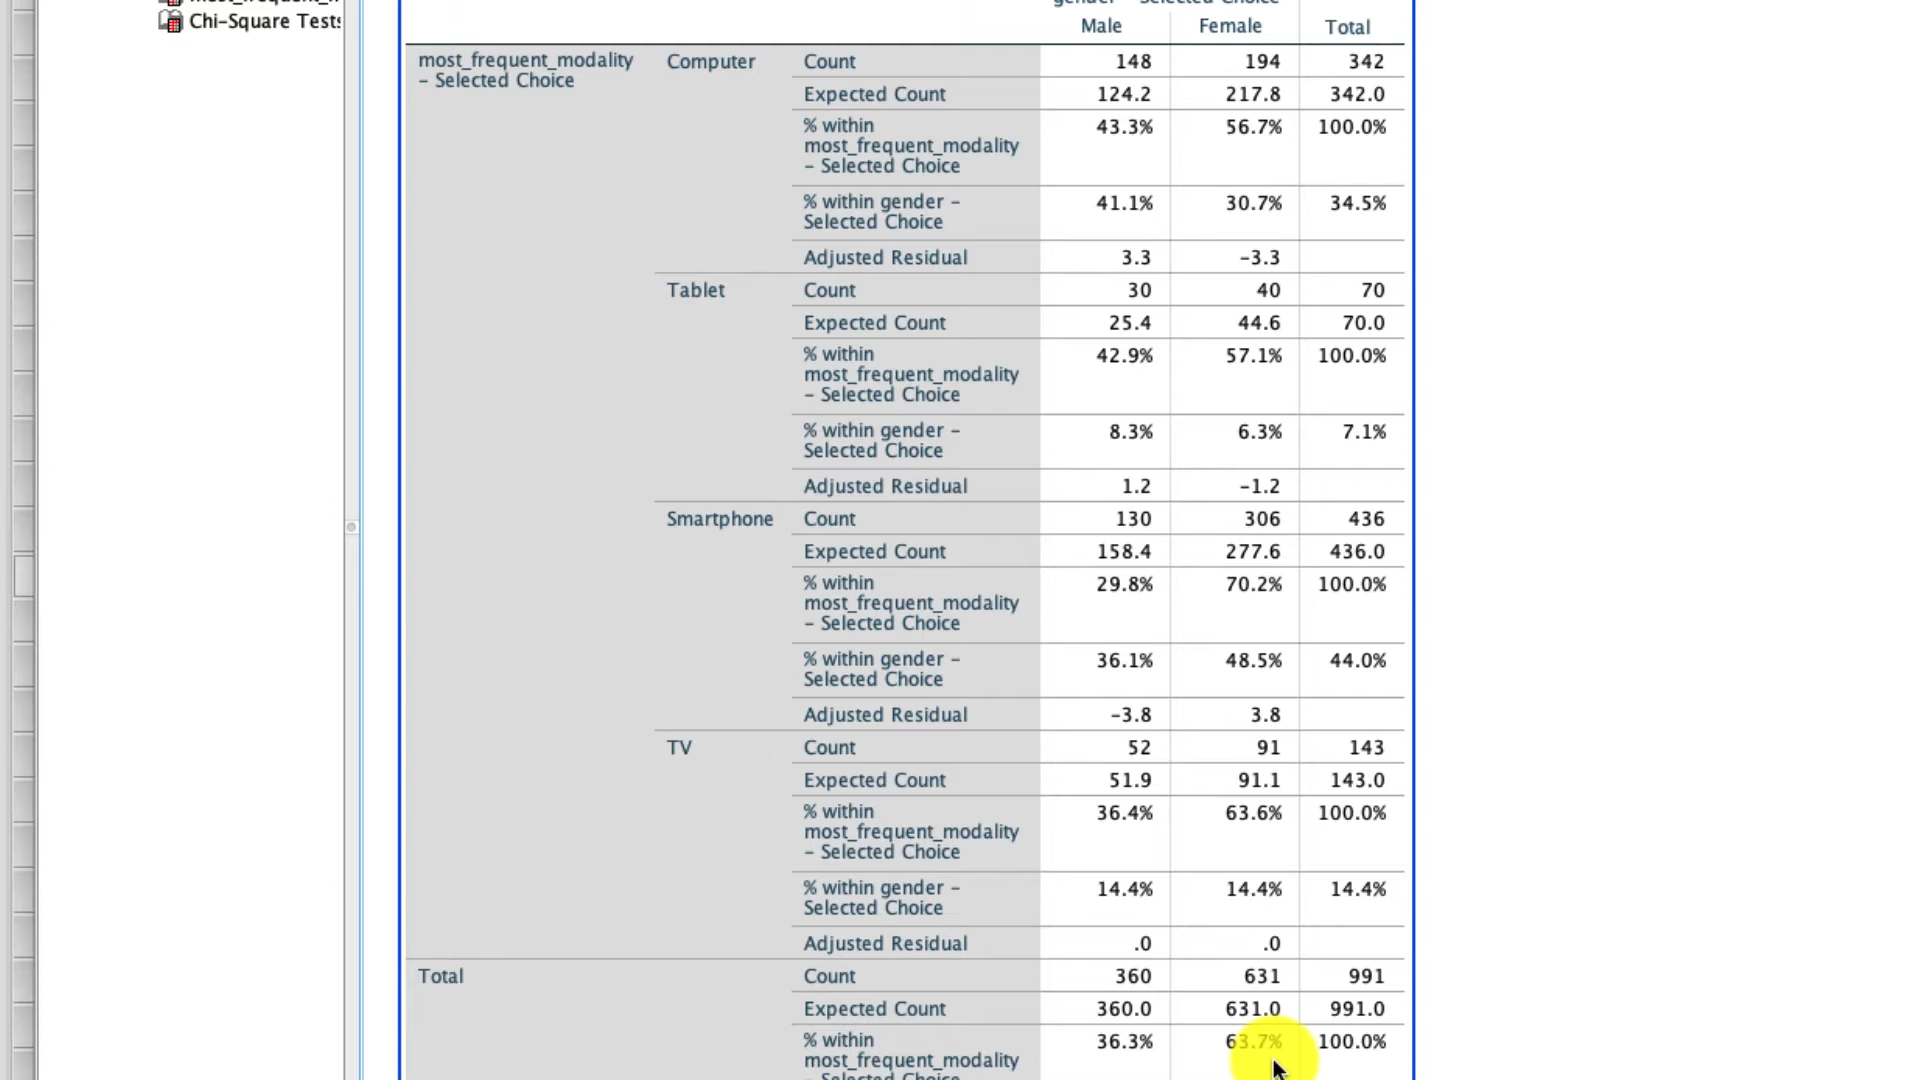 Chi-Square Tests
gender - Selected Choice
Male Female Total
most_frequent_modality
– Selected Choice
Computer
Count 148 194 342
Expected Count 124.2 217.8 342.0
% within
most_frequent_modality
– Selected Choice
43.3% 56.7% 100.0%
% within gender –
Selected Choice
41.1% 30.7% 34.5%
Adjusted Residual 3.3 –3.3
Tablet
Count 30 40 70
Expected Count 25.4 44.6 70.0
% within
most_frequent_modality
– Selected Choice
42.9% 57.1% 100.0%
% within gender –
Selected Choice
8.3% 6.3% 7.1%
Adjusted Residual 1.2 –1.2
Smartphone
Count 130 306 436
Expected Count 158.4 277.6 436.0
% within
most_frequent_modality
– Selected Choice
29.8% 70.2% 100.0%
% within gender –
Selected Choice
36.1% 48.5% 44.0%
Adjusted Residual –3.8 3.8
TV
Count 52 91 143
Expected Count 51.9 91.1 143.0
% within
most_frequent_modality
– Selected Choice
36.4% 63.6% 100.0%
% within gender –
Selected Choice
14.4% 14.4% 14.4%
Adjusted Residual .0 .0
Total
Count 360 631 991
Expected Count 360.0 631.0 991.0
% within
most_frequent_modality
– Selected Choice
36.3% 63.7% 100.0%